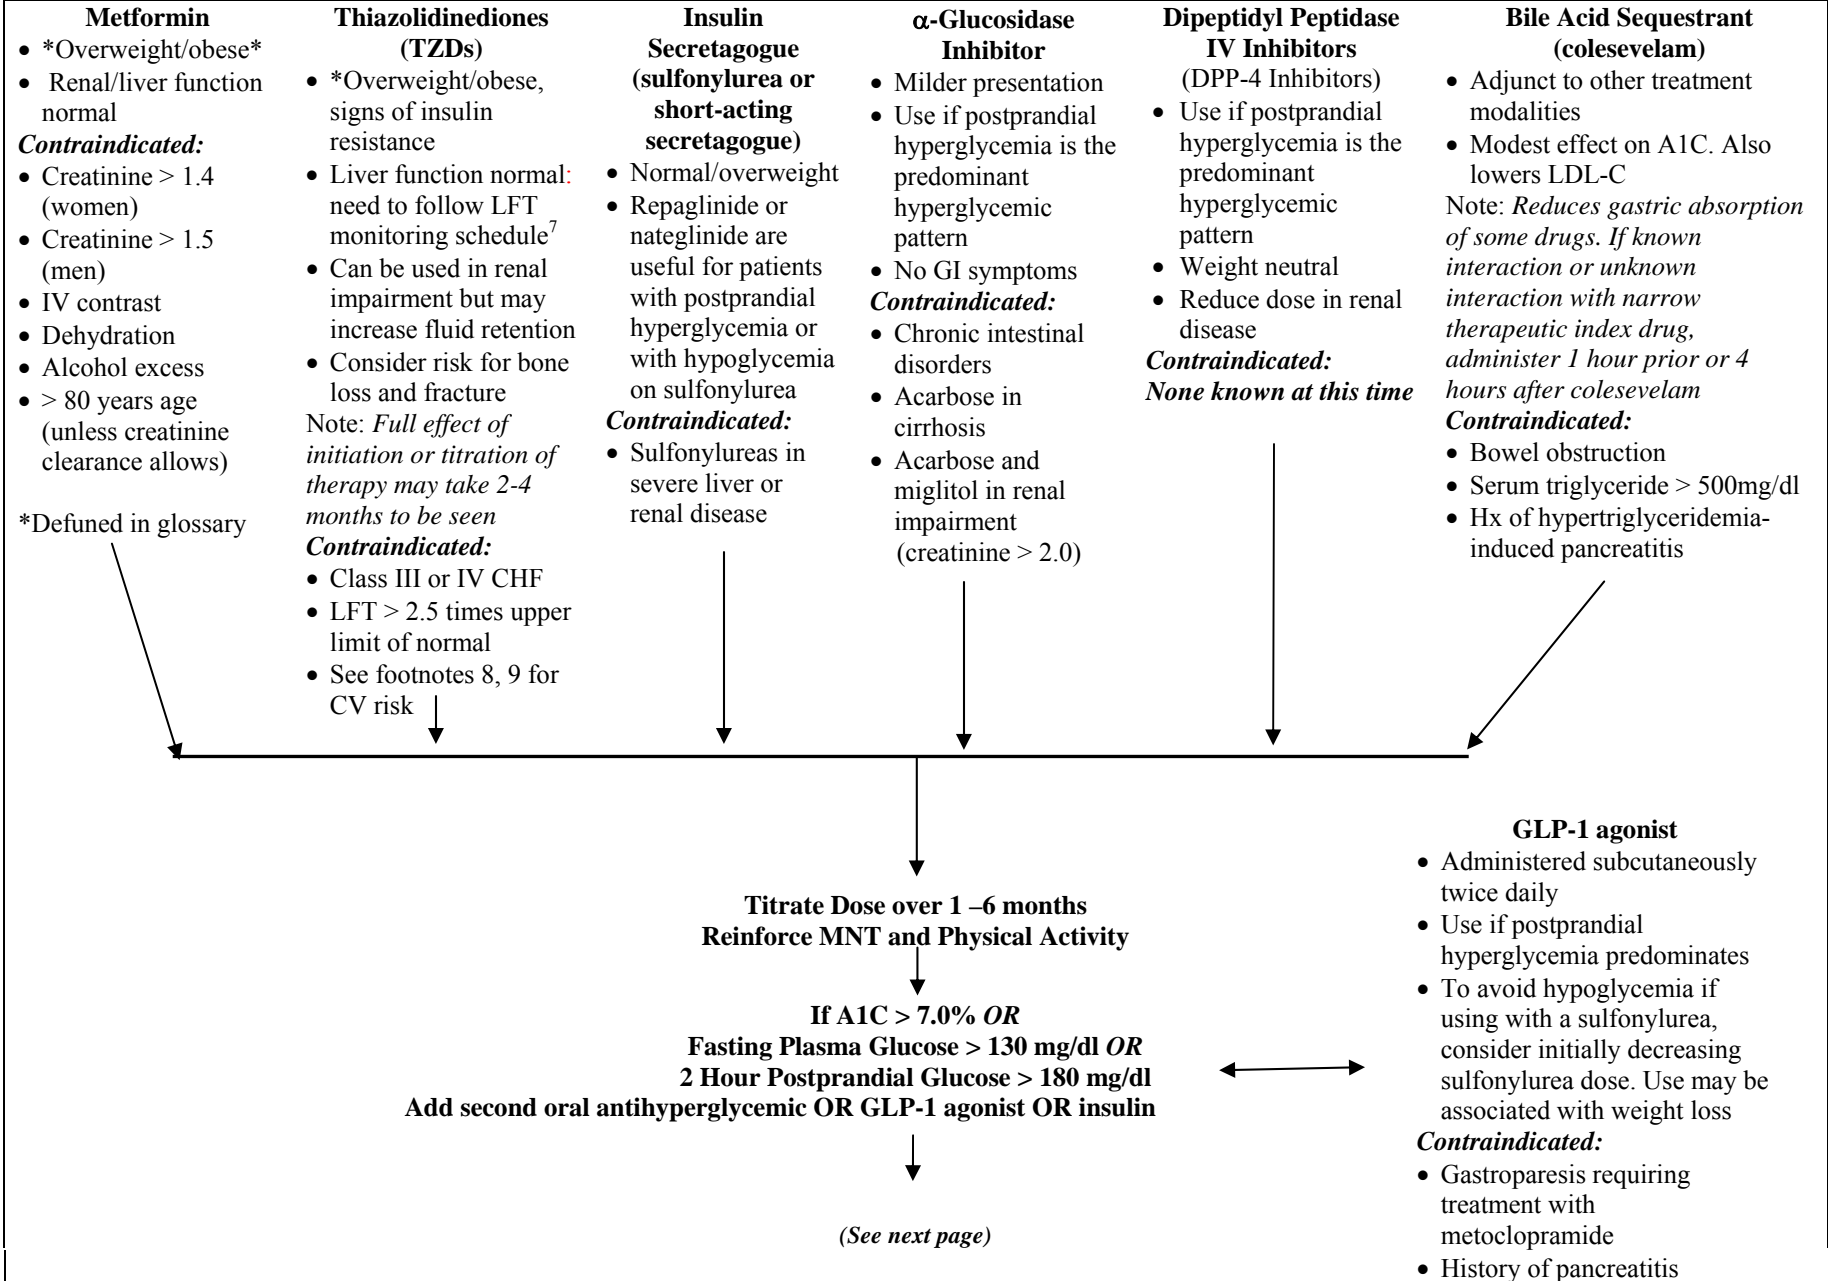 Metformin
• *Overweight/obese*
• Renal/liver function
normal
Contraindicated:
• Creatinine > 1.4
(women)
• Creatinine > 1.5
(men)
• IV contrast
• Dehydration
• Alcohol excess
• > 80 years age
(unless creatinine
clearance allows)
*Defuned in glossary
Thiazolidinediones
(TZDs)
• *Overweight/obese,
signs of insulin
resistance
• Liver function normal:
need to follow LFT
monitoring schedule7
• Can be used in renal
impairment but may
increase fluid retention
• Consider risk for bone
loss and fracture
Note: Full effect of
initiation or titration of
therapy may take 2-4
months to be seen
Contraindicated:
• Class III or IV CHF
• LFT > 2.5 times upper
limit of normal
• See footnotes 8, 9 for
CV risk
Insulin
Secretagogue
(sulfonylurea or
short-acting
secretagogue)
• Normal/overweight
• Repaglinide or
nateglinide are
useful for patients
with postprandial
hyperglycemia or
with hypoglycemia
on sulfonylurea
Contraindicated:
• Sulfonylureas in
severe liver or
renal disease
α-Glucosidase
Inhibitor
• Milder presentation
• Use if postprandial
hyperglycemia is the
predominant
hyperglycemic
pattern
• No GI symptoms
Contraindicated:
• Chronic intestinal
disorders
• Acarbose in
cirrhosis
• Acarbose and
miglitol in renal
impairment
(creatinine > 2.0)
Dipeptidyl Peptidase
IV Inhibitors
(DPP-4 Inhibitors)
• Use if postprandial
hyperglycemia is the
predominant
hyperglycemic
pattern
• Weight neutral
• Reduce dose in renal
disease
Contraindicated:
None known at this time
Bile Acid Sequestrant
(colesevelam)
• Adjunct to other treatment
modalities
• Modest effect on A1C. Also
lowers LDL-C
Note: Reduces gastric absorption
of some drugs. If known
interaction or unknown
interaction with narrow
therapeutic index drug,
administer 1 hour prior or 4
hours after colesevelam
Contraindicated:
• Bowel obstruction
• Serum triglyceride > 500mg/dl
• Hx of hypertriglyceridemia-
induced pancreatitis
Titrate Dose over 1 –6 months
Reinforce MNT and Physical Activity
If A1C > 7.0% OR
Fasting Plasma Glucose > 130 mg/dl OR
2 Hour Postprandial Glucose > 180 mg/dl
Add second oral antihyperglycemic OR GLP-1 agonist OR insulin
(See next page)
GLP-1 agonist
• Administered subcutaneously
twice daily
• Use if postprandial
hyperglycemia predominates
• To avoid hypoglycemia if
using with a sulfonylurea,
consider initially decreasing
sulfonylurea dose. Use may be
associated with weight loss
Contraindicated:
• Gastroparesis requiring
treatment with
metoclopramide
• History of pancreatitis